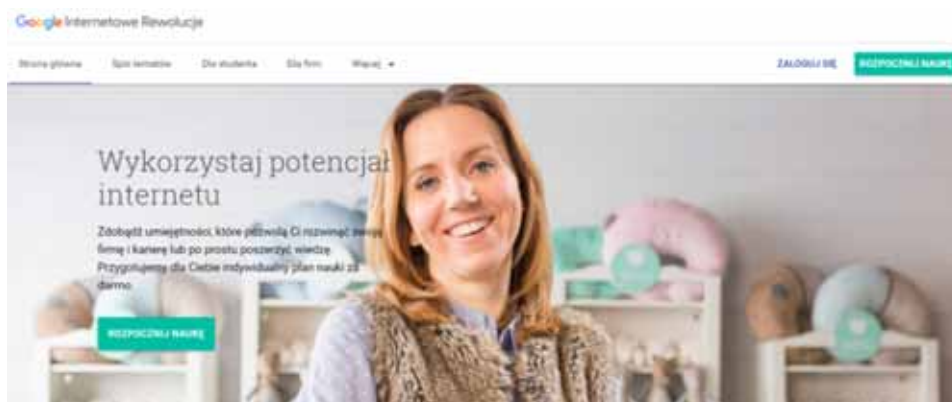 Google Internetowe Rewolucje
Strona główna Spis tematów Dla studenta Dla firm Więcej
ZALOGUJ SIĘ ROZPOCZNIJ NAUKĘ
Wykorzystaj potencjał
internetu
Zdobądź umiejętności, które pozwolą Ci rozwinąć swoją
firmę i karierę lub po prostu poszerzyć wiedzę.
Przygotujemy dla Ciebie indywidualny plan nauki za
darmo.
ROZPOCZNIJ NAUKĘ